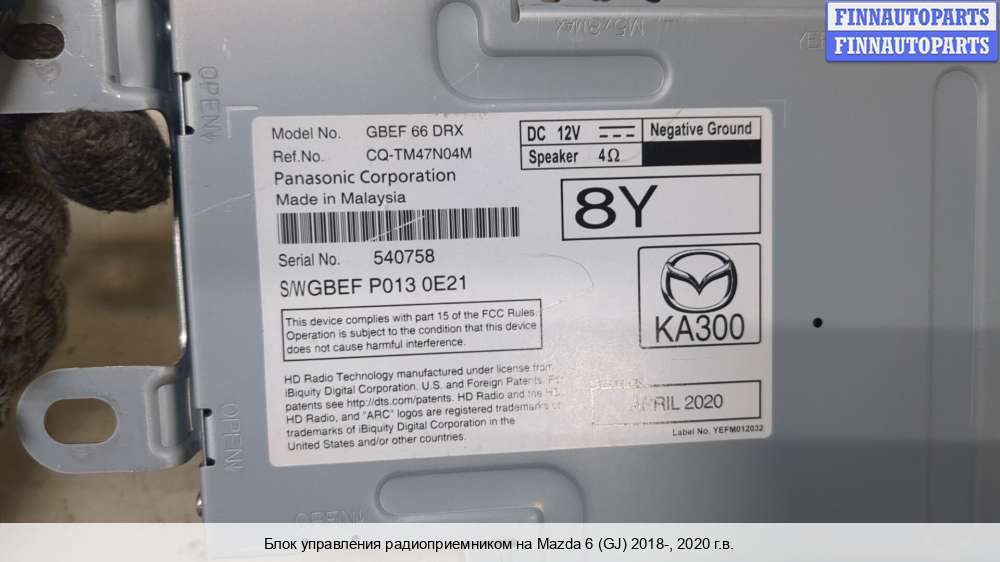 FINNAUTOPARTS
FINNAUTOPARTS
M5x8MAX
OPEN
Model No. GBEF 66 DRX
Ref.No. CQ-TM47N04M
Panasonic Corporation
Made in Malaysia
DC 12V
Negative Ground
Speaker 4Ω
8Y
Serial No. 540758
S/WGBEF P013 0E21
KA300
This device complies with part 15 of the FCC Rules.
Operation is subject to the condition that this device
does not cause harmful interference.
HD Radio Technology manufactured under license from
iBiquity Digital Corporation. U.S. and Foreign Patents. For
patents see http://dts.com/patents. HD Radio and the
HD Radio, and "ARC" logos are registered trademarks
trademarks of iBiquity Digital Corporation in the
United States and/or other countries.
APRIL 2020
Label No. YEFM012032
OPEN
OPEN
Блок управления радиоприемником на Mazda 6 (GJ) 2018-, 2020 г.в.